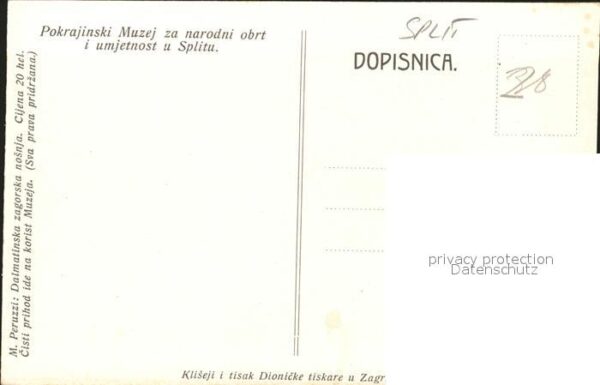 Pokrajinski Muzej za narodni obrt
i umjetnost u Splitu.
SPLIT
DOPISNICA.
M. Peruzzi: Dalmatinska zagorska nošnja. Cijena 20 hel.
Čisti prihod ide na korist Muzeja. (Sva prava pridržana.)
privacy protection
Datenschutz
Klišeji i tisak Dioničke tiskare u Zagr